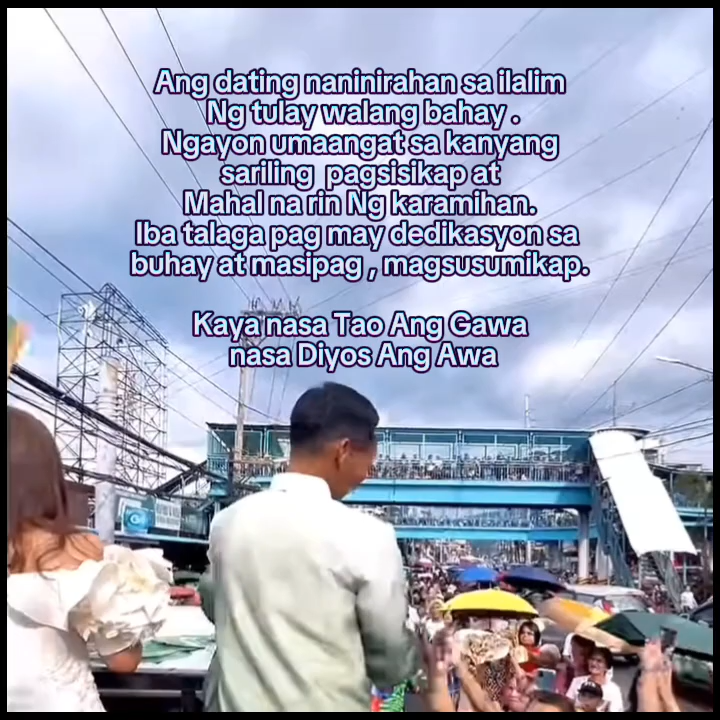 Ang dating naninirahan sa ilalim
Ng tulay walang bahay .
Ngayon umaangat sa kanyang
sariling pagsisikap at
Mahal na rin Ng karamihan.
Iba talaga pag may dedikasyon sa
buhay at masipag , magsusumikap.
Kaya nasa Tao Ang Gawa
nasa Diyos Ang Awa